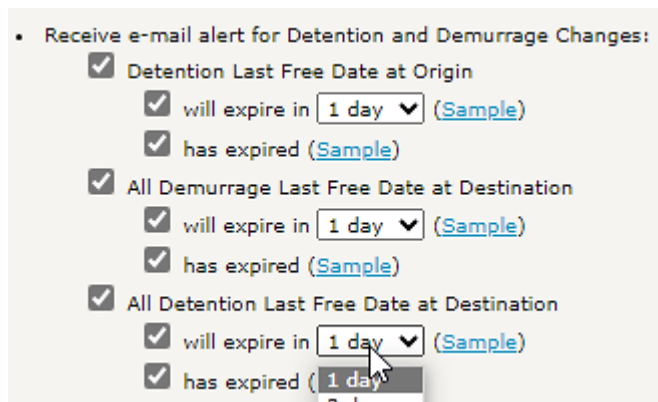 • Receive e-mail alert for Detention and Demurrage Changes:
Detention Last Free Date at Origin
will expire in 1 day (Sample)
has expired (Sample)
All Demurrage Last Free Date at Destination
will expire in 1 day (Sample)
has expired (Sample)
All Detention Last Free Date at Destination
will expire in 1 day (Sample)
has expired ( 1 day